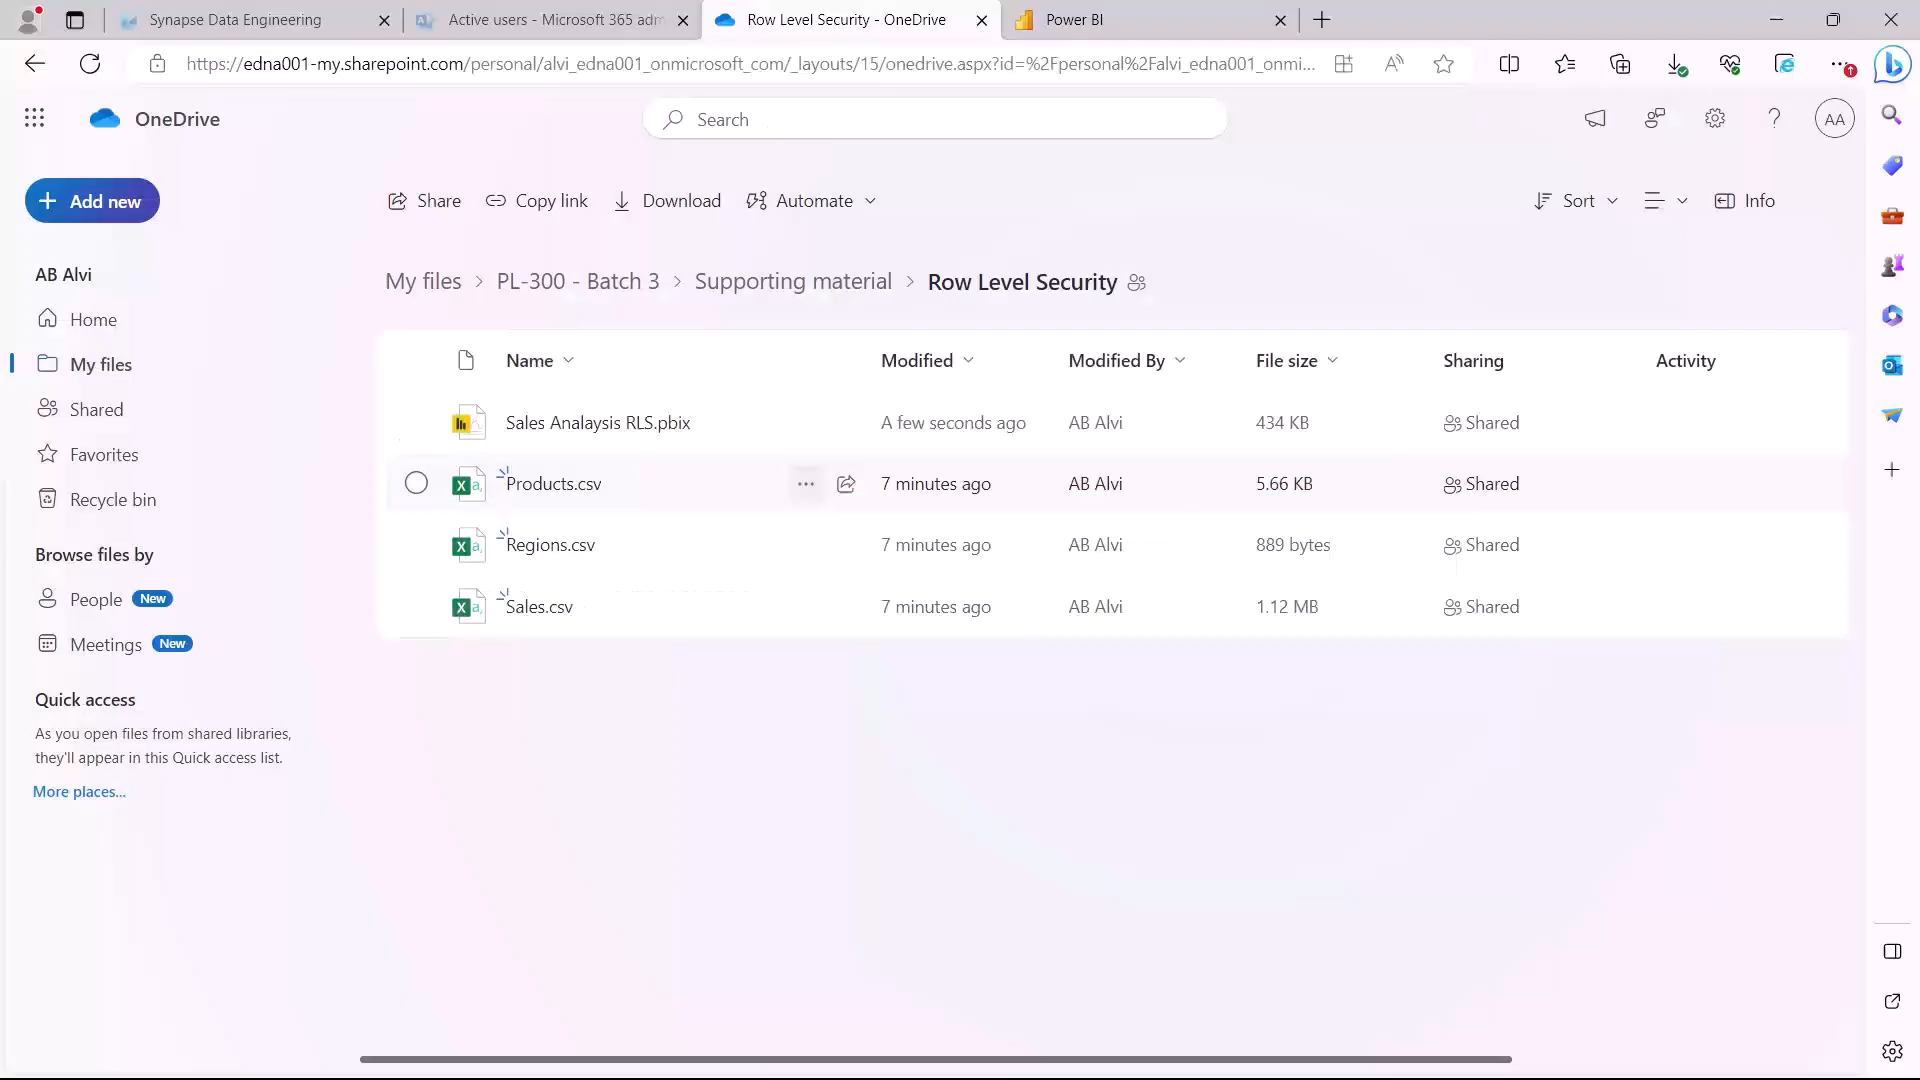 Synapse Data Engineering
Active users - Microsoft 365 adm
Row Level Security - OneDrive
Power BI
https://edna001-my.sharepoint.com/personal/alvi_edna001_onmicrosoft_com/_layouts/15/onedrive.aspx?id=%2Fpersonal%2Falvi_edna001_onmi...
OneDrive
Search
AA
Add new
Share
Copy link
Download
Automate
Sort
Info
AB Alvi
Home
My files
Shared
Favorites
Recycle bin
Browse files by
People New
Meetings New
Quick access
As you open files from shared libraries,
they'll appear in this Quick access list.
More places...
My files > PL-300 - Batch 3 > Supporting material > Row Level Security
Name Modified Modified By File size Sharing Activity
Sales Analaysis RLS.pbix A few seconds ago AB Alvi 434 KB Shared
Products.csv 7 minutes ago AB Alvi 5.66 KB Shared
Regions.csv 7 minutes ago AB Alvi 889 bytes Shared
Sales.csv 7 minutes ago AB Alvi 1.12 MB Shared